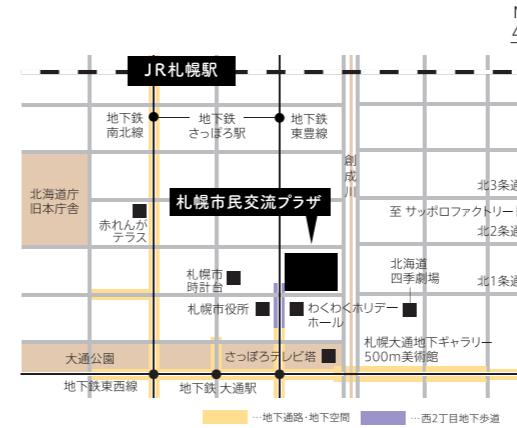 JR札幌駅
地下鉄
南北線
地下鉄
さっぽろ駅
地下鉄
東豊線
創成川
北海道庁
旧本庁舎
赤れんが
テラス
札幌市民交流プラザ
北3条通
至 サッポロファクトリー
北2条通
札幌市
時計台
北海道
四季劇場
北1条通
札幌市役所
わくわくホリデー
ホール
札幌大通地下ギャラリー
500m美術館
大通公園
さっぽろテレビ塔
地下鉄東西線
地下鉄 大通駅
…地下通路・地下空間
…西2丁目地下歩道